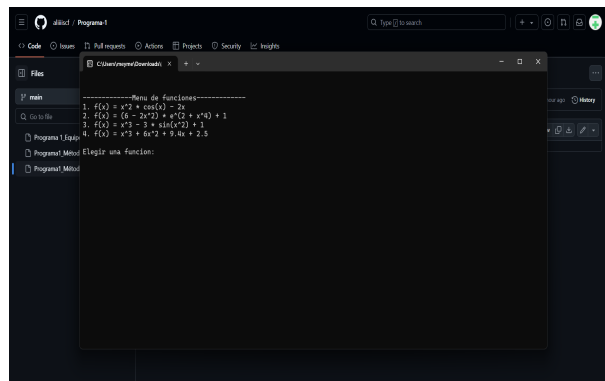 aliiiscf / Programa-1
Type / to search
Code Issues Pull requests Actions Projects Security Insights
C:\Users\meyme\Downloads\
Files
main
hour ago History
Go to file
Programa 1_Equipo
Programa1_Métod
Programa1_Métod
-------------Menu de funciones-------------
1. f(x) = x^2 * cos(x) - 2x
2. f(x) = (6 - 2x^2) * e^(2 + x^4) + 1
3. f(x) = x^3 - 3 * sin(x^2) + 1
4. f(x) = x^3 + 6x^2 + 9.4x + 2.5
Elegir una funcion: